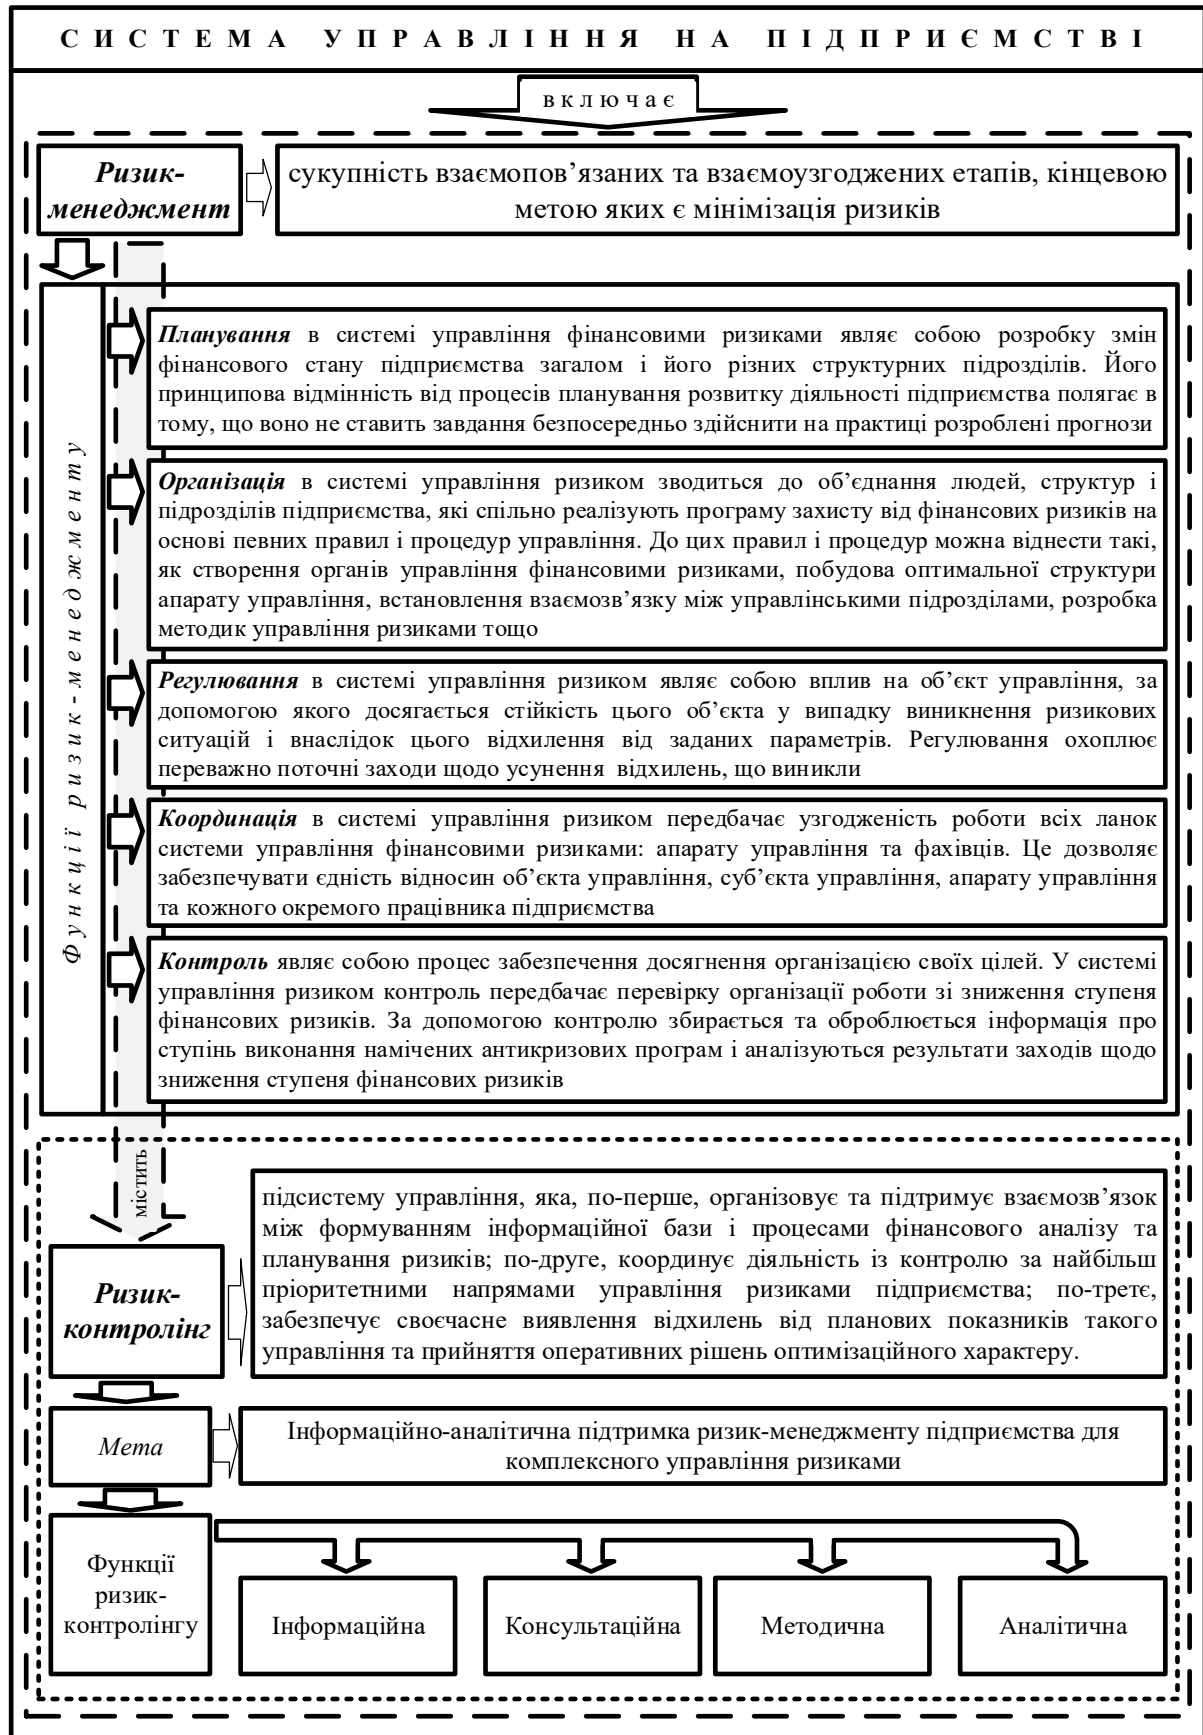 СИСТЕМА УПРАВЛІННЯ НА ПІДПРИЄМСТВІ
включає
Ризик-
менеджмент
сукупність взаємопов’язаних та взаємоузгоджених етапів, кінцевою
метою яких є мінімізація ризиків
Функції ризик-менеджменту
Планування в системі управління фінансовими ризиками являє собою розробку змін
фінансового стану підприємства загалом і його різних структурних підрозділів. Його
принципова відмінність від процесів планування розвитку діяльності підприємства полягає в
тому, що воно не ставить завдання безпосередньо здійснити на практиці розроблені прогнози
Організація в системі управління ризиком зводиться до об’єднання людей, структур і
підрозділів підприємства, які спільно реалізують програму захисту від фінансових ризиків на
основі певних правил і процедур управління. До цих правил і процедур можна віднести такі,
як створення органів управління фінансовими ризиками, побудова оптимальної структури
апарату управління, встановлення взаємозв’язку між управлінськими підрозділами, розробка
методик управління ризиками тощо
Регулювання в системі управління ризиком являє собою вплив на об’єкт управління, за
допомогою якого досягається стійкість цього об’єкта у випадку виникнення ризикових
ситуацій і внаслідок цього відхилення від заданих параметрів. Регулювання охоплює
переважно поточні заходи щодо усунення відхилень, що виникли
Координація в системі управління ризиком передбачає узгодженість роботи всіх ланок
системи управління фінансовими ризиками: апарату управління та фахівців. Це дозволяє
забезпечувати єдність відносин об’єкта управління, суб’єкта управління, апарату управління
та кожного окремого працівника підприємства
Контроль являє собою процес забезпечення досягнення організацією своїх цілей. У системі
управління ризиком контроль передбачає перевірку організації роботи зі зниження ступеня
фінансових ризиків. За допомогою контролю збирається та оброблюється інформація про
ступінь виконання намічених антикризових програм і аналізуються результати заходів щодо
зниження ступеня фінансових ризиків
містить
Ризик-
контролінг
підсистему управління, яка, по-перше, організовує та підтримує взаємозв’язок
між формуванням інформаційної бази і процесами фінансового аналізу та
планування ризиків; по-друге, координує діяльність із контролю за найбільш
пріоритетними напрямами управління ризиками підприємства; по-третє,
забезпечує своєчасне виявлення відхилень від планових показників такого
управління та прийняття оперативних рішень оптимізаційного характеру.
Мета
Інформаційно-аналітична підтримка ризик-менеджменту підприємства для
комплексного управління ризиками
Функції
ризик-
контролінгу
Інформаційна
Консультаційна
Методична
Аналітична